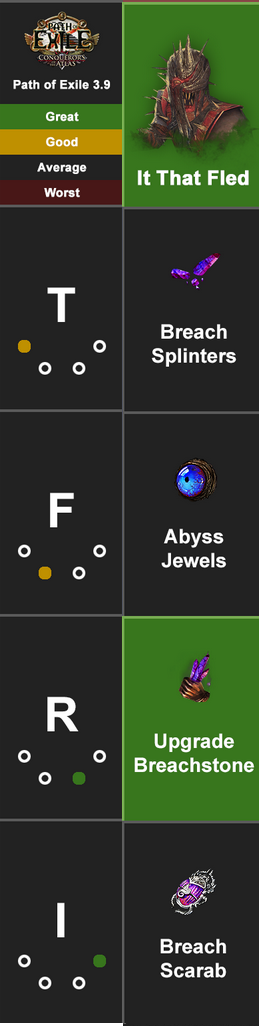 PATH
OF
EXILE
CONQUERORS
OF THE
ATLAS
Path of Exile 3.9
Great
Good
Average
Worst
It That Fled
T
Breach
Splinters
F
Abyss
Jewels
R
Upgrade
Breachstone
I
Breach
Scarab